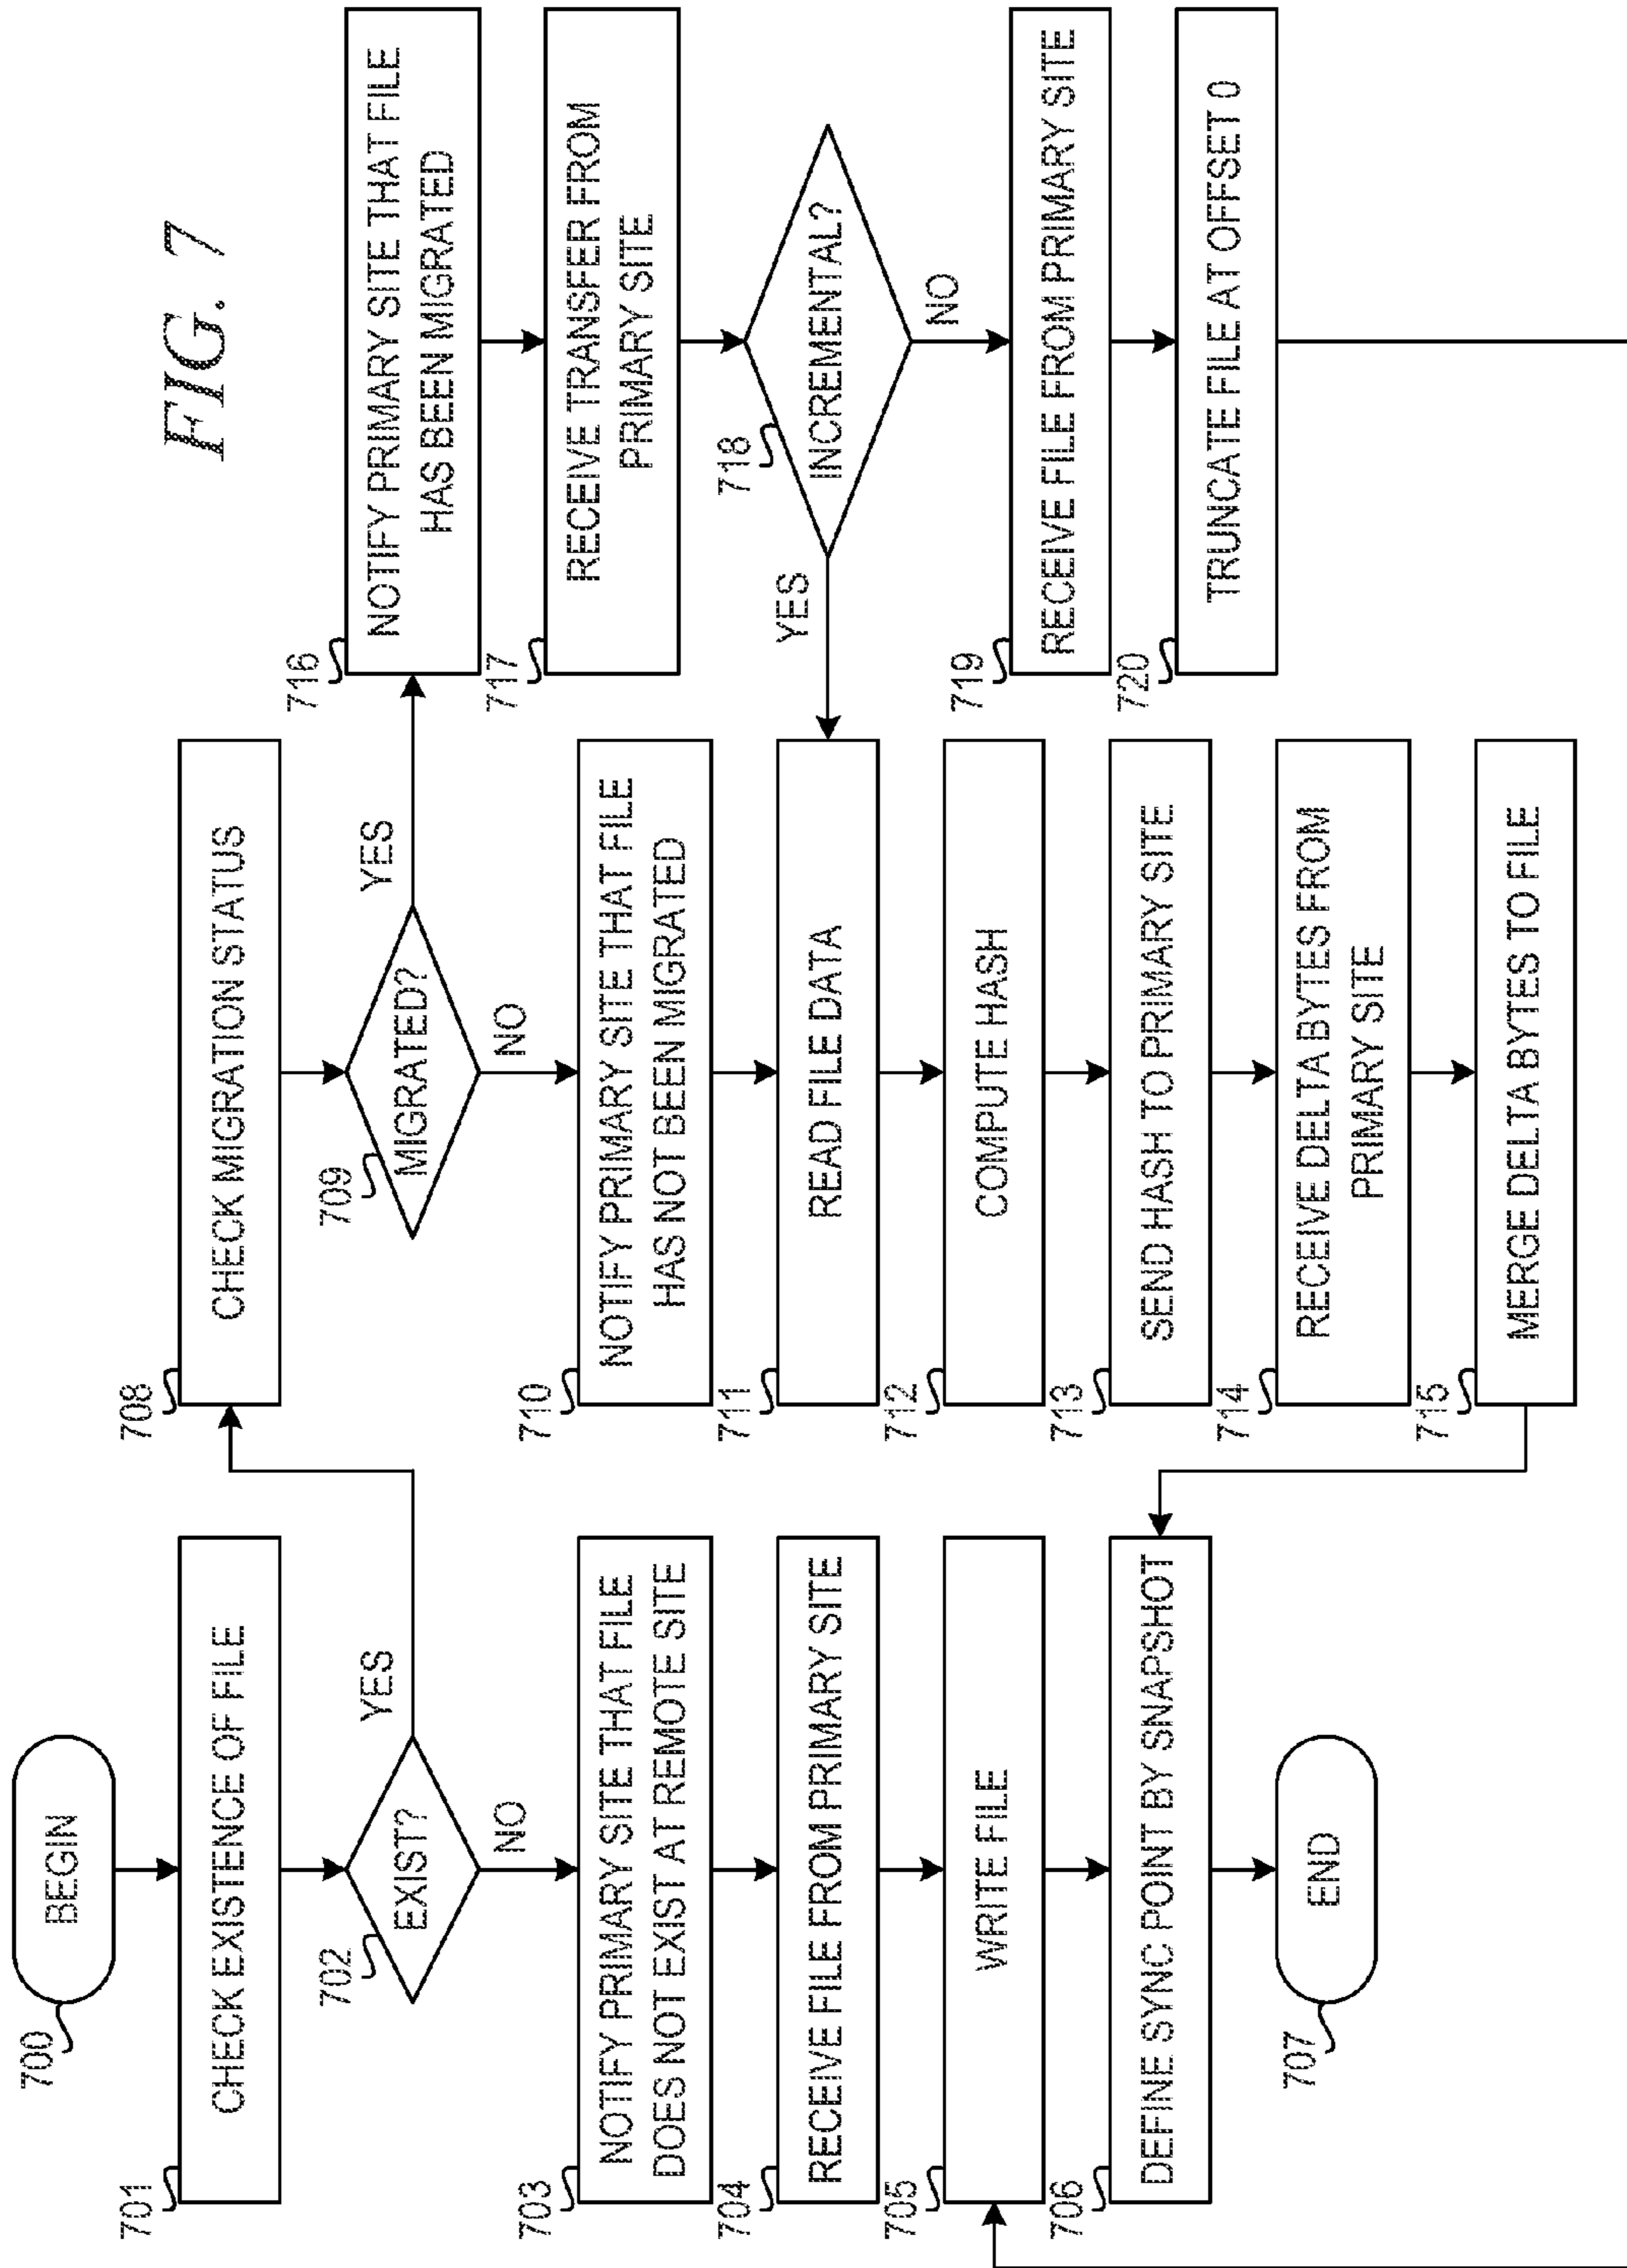 FIG. 7
700
BEGIN
701
CHECK EXISTENCE OF FILE
702
EXIST?
YES
NO
703
NOTIFY PRIMARY SITE THAT FILE
DOES NOT EXIST AT REMOTE SITE
704
RECEIVE FILE FROM PRIMARY SITE
705
WRITE FILE
706
DEFINE SYNC POINT BY SNAPSHOT
707
END
708
CHECK MIGRATION STATUS
709
MIGRATED?
YES
NO
710
NOTIFY PRIMARY SITE THAT FILE
HAS NOT BEEN MIGRATED
711
READ FILE DATA
712
COMPUTE HASH
713
SEND HASH TO PRIMARY SITE
714
RECEIVE DELTA BYTES FROM
PRIMARY SITE
715
MERGE DELTA BYTES TO FILE
716
NOTIFY PRIMARY SITE THAT FILE
HAS BEEN MIGRATED
717
RECEIVE TRANSFER FROM
PRIMARY SITE
718
INCREMENTAL?
YES
NO
719
RECEIVE FILE FROM PRIMARY SITE
720
TRUNCATE FILE AT OFFSET 0